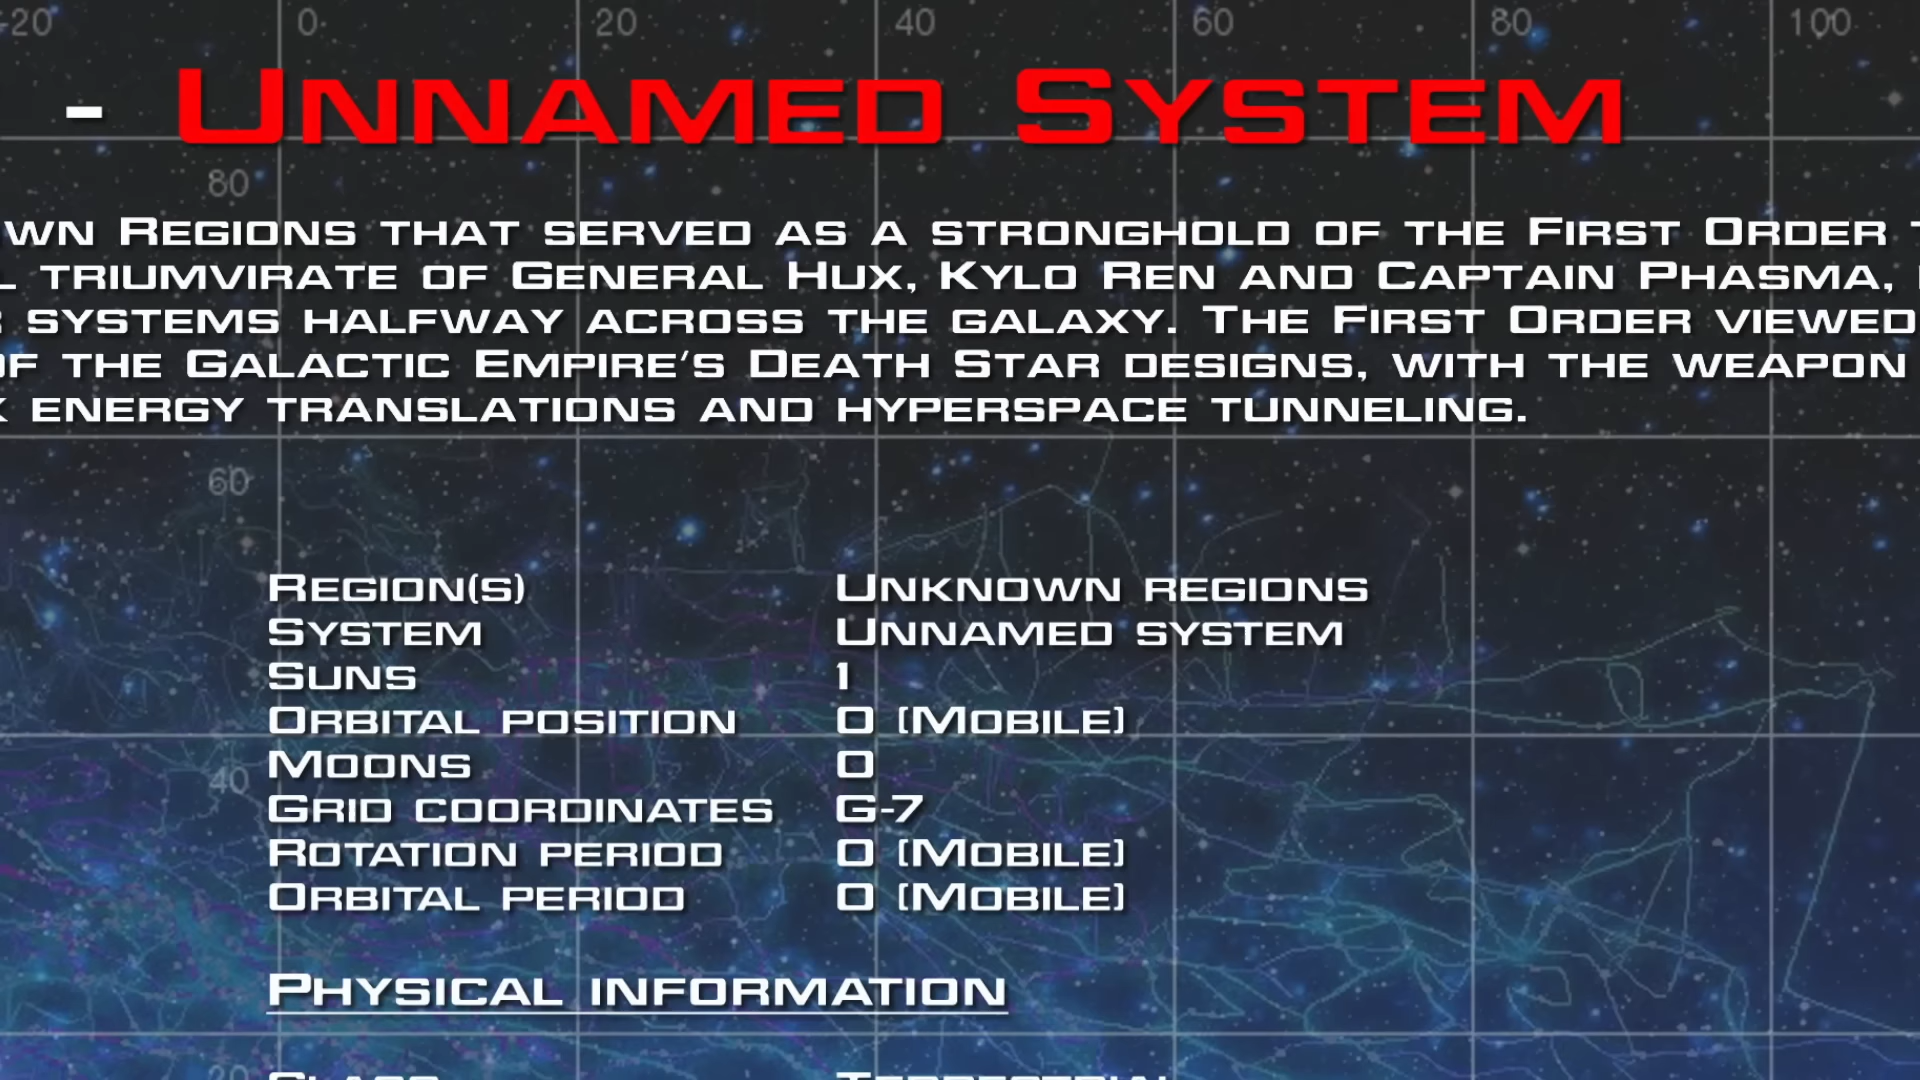 -20 0 20 40 60 80 100
- Unnamed System
80
wn Regions that served as a stronghold of the First Order
triumvirate of General Hux, Kylo Ren and Captain Phasma,
systems halfway across the galaxy. The First Order viewed
of the Galactic Empire's Death Star designs, with the weapon
energy translations and hyperspace tunneling.
60
Region(s) Unknown regions
System Unnamed system
Suns 1
Orbital position 0 (Mobile)
Moons 0
40
Grid coordinates G-7
Rotation period 0 (Mobile)
Orbital period 0 (Mobile)
Physical information
20
Class Terrestrial